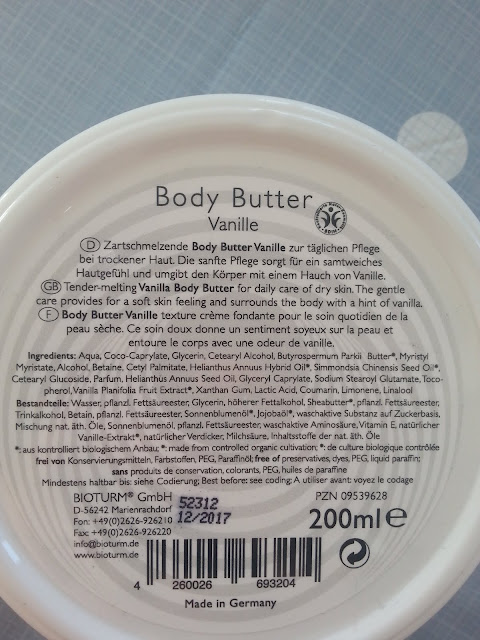 Body Butter
Vanille
D Zartschmelzende Body Butter Vanille zur täglichen Pflege
bei trockener Haut. Die sanfte Pflege sorgt für ein samtweiches
Hautgefühl und umgibt den Körper mit einem Hauch von Vanille.
GB Tender-melting Vanilla Body Butter for daily care of dry skin. The gentle
care provides for a soft skin feeling and surrounds the body with a hint of vanilla.
F Body Butter Vanille texture crème fondante pour le soin quotidien de la
peau sèche. Ce soin doux donne un sentiment soyeux sur la peau et
entoure le corps avec une odeur de vanille.
Ingredients: Aqua, Coco-Caprylate, Glycerin, Cetearyl Alcohol, Butyrospermum Parkii Butter*, Myristyl
Myristate, Alcohol, Betaine, Cetyl Palmitate, Helianthus Annuus Hybrid Oil*, Simmondsia Chinensis Seed Oil*,
Cetearyl Glucoside, Parfum, Helianthus Annuus Seed Oil, Glyceryl Caprylate, Sodium Stearoyl Glutamate, Toco-
pherol, Vanilla Planifolia Fruit Extract*, Xanthan Gum, Lactic Acid, Coumarin, Limonene, Linalool
Bestandteile: Wasser, pflanzl. Fettsäureester, Glycerin, höherer Fettalkohol, Sheabutter*, pflanzl. Fettsäureester,
Trinkalkohol, Betain, pflanzl. Fettsäureester, Sonnenblumenöl*, Jojobaöl*, waschaktive Substanz auf Zuckerbasis,
Mischung nat. äth. Öle, Sonnenblumenöl, pflanzl. Fettsäureester, waschaktive Aminosäure, Vitamin E, natürlicher
Vanille-Extrakt*, natürlicher Verdicker, Milchsäure, Inhaltsstoffe der nat. äth. Öle
*: aus kontrolliert biologischem Anbau; *: made from controlled organic cultivation; *: de culture biologique contrôlée
frei von Konservierungsmitteln, Farbstoffen, PEG, Paraffinöl; free of preservatives, dyes, PEG, liquid paraffin;
sans produits de conservation, colorants, PEG, huiles de paraffine
Mindestens haltbar bis: siehe Codierung; Best before: see coding; A utiliser avant: voyez le codage
BIOTURM® GmbH
D-56242 Marienrachdorf
Fon: +49(0)2626-926210
Fax: +49(0)2626-926220
info@bioturm.de
www.bioturm.de
52312
12/2017
PZN 09539628
200ml e
4 260026 693204
Made in Germany